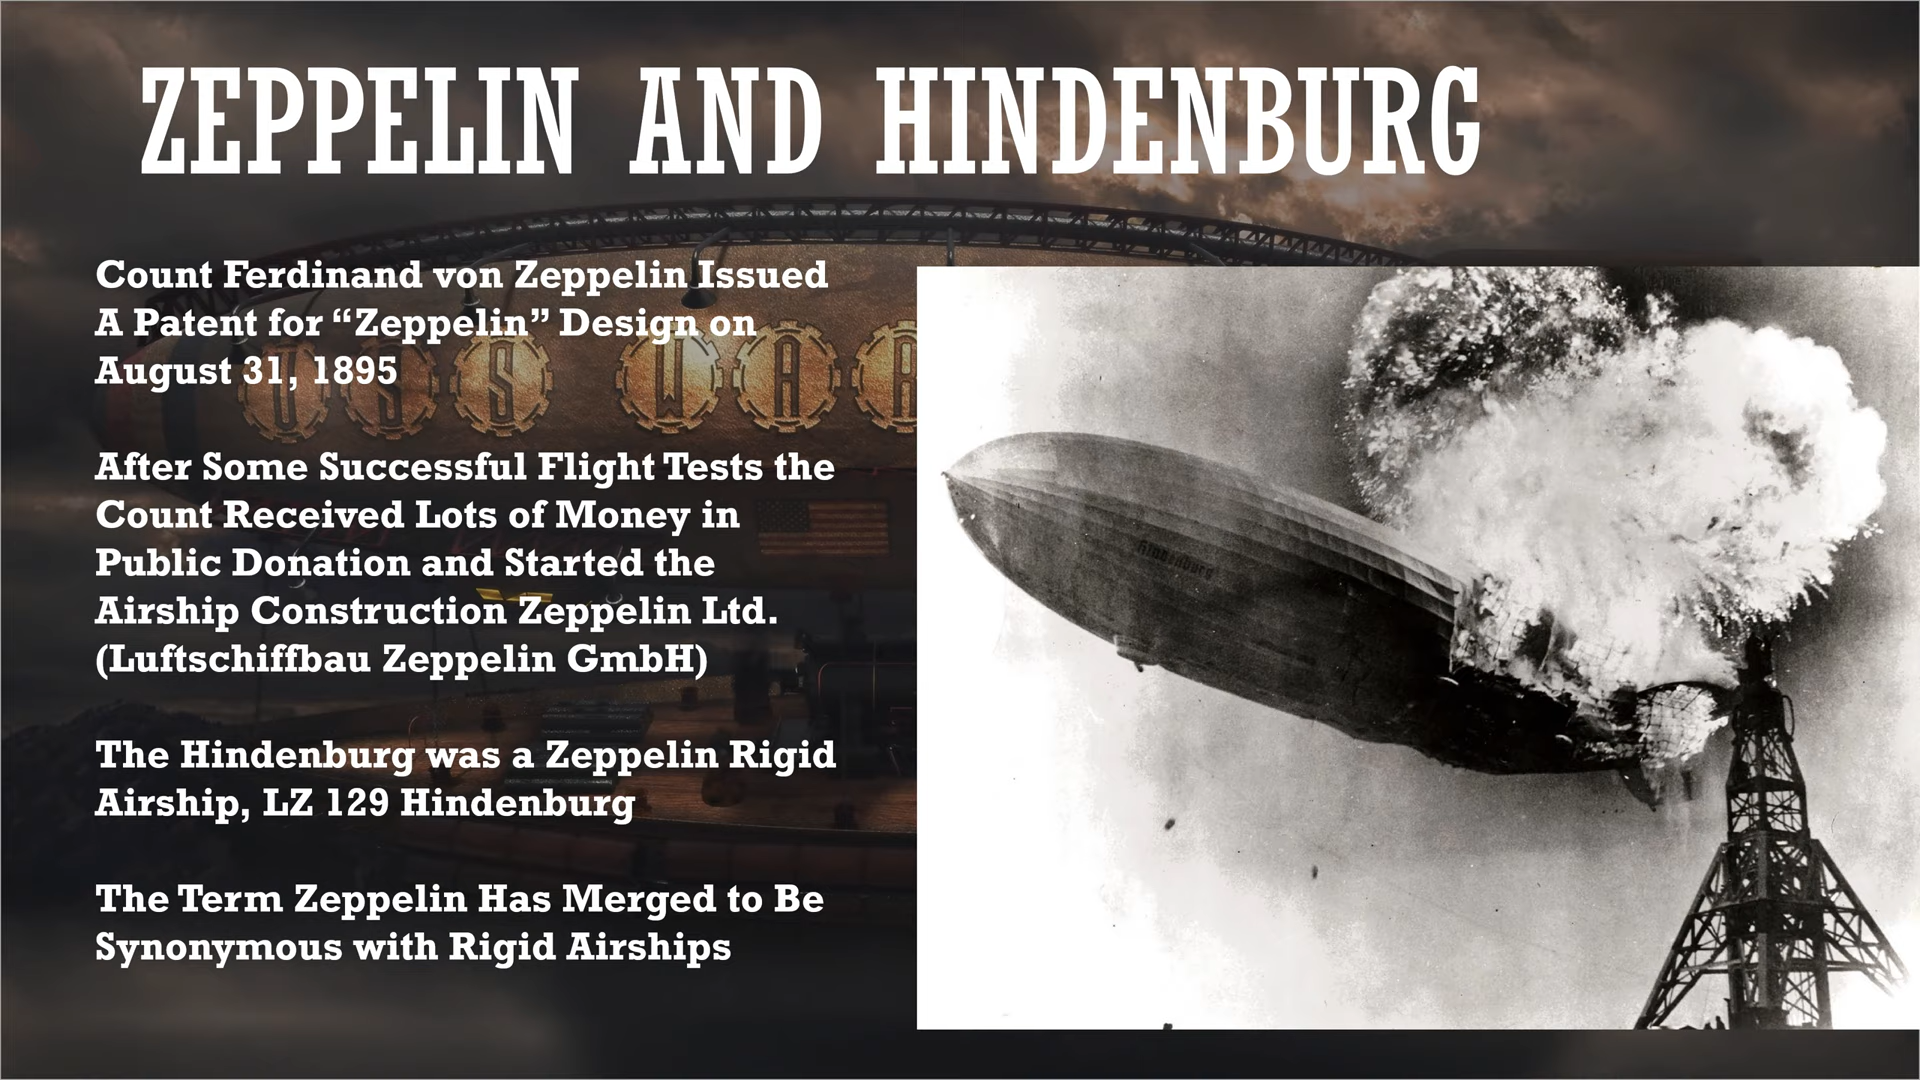 ZEPPELIN AND HINDENBURG
Count Ferdinand von Zeppelin Issued
A Patent for “Zeppelin” Design on
August 31, 1895
USS WAR
After Some Successful Flight Tests the
Count Received Lots of Money in
Public Donation and Started the
Airship Construction Zeppelin Ltd.
(Luftschiffbau Zeppelin GmbH)
The Hindenburg was a Zeppelin Rigid
Airship, LZ 129 Hindenburg
The Term Zeppelin Has Merged to Be
Synonymous with Rigid Airships
Hindenburg